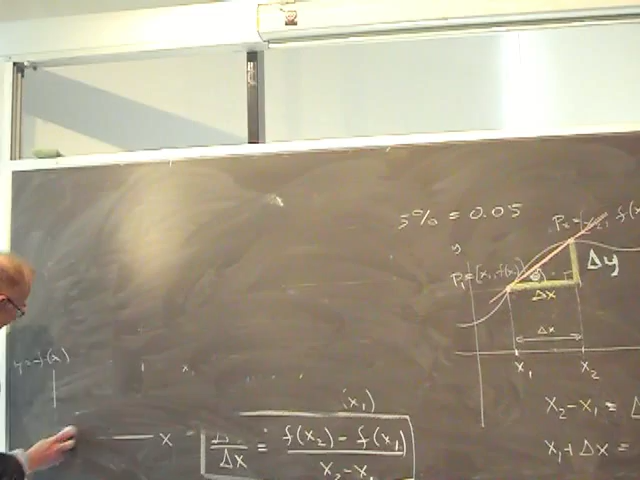 5% = 0.05
y
P₂ = [x₂, f(x
P₁ = [x₁, f(x₁)
Δy
Δx
Δx
x₁ x₂
y = f(x)
x₂ - x₁ = Δ
(x₁)
x
/Δx = f(x₂) - f(x₁) / x₂ - x₁
x₁ + Δx =